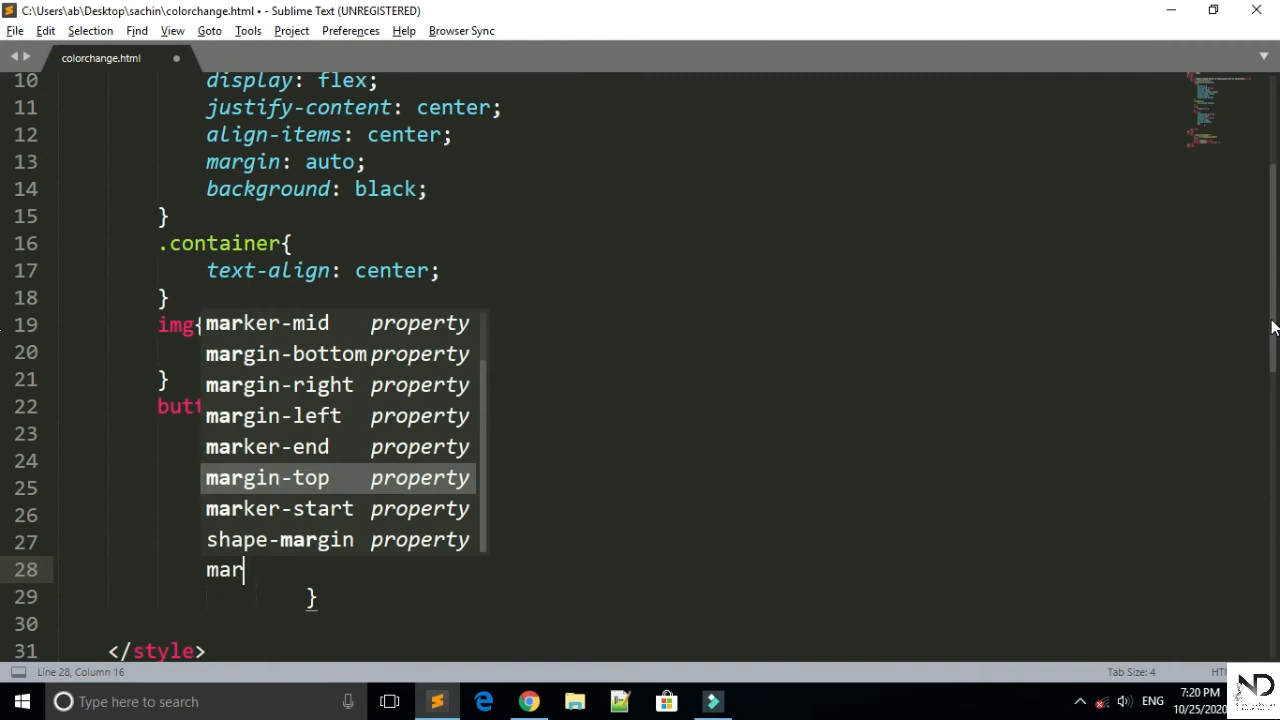 C:\Users\ab\Desktop\sachin\colorchange.html • - Sublime Text (UNREGISTERED)
File Edit Selection Find View Goto Tools Project Preferences Help Browser Sync
colorchange.html
10 display: flex;
11 justify-content: center;
12 align-items: center;
13 margin: auto;
14 background: black;
15 }
16 .container{
17 text-align: center;
18 }
19 img{
marker-mid property
20
margin-bottom property
21 }
margin-right property
22 butt
margin-left property
23
marker-end property
24
margin-top property
25
marker-start property
26
shape-margin property
27
28 mar
29 }
30
31 </style>
Line 28, Column 16 Tab Size: 4
Type here to search
ENG
7:20 PM
10/25/2020
ND